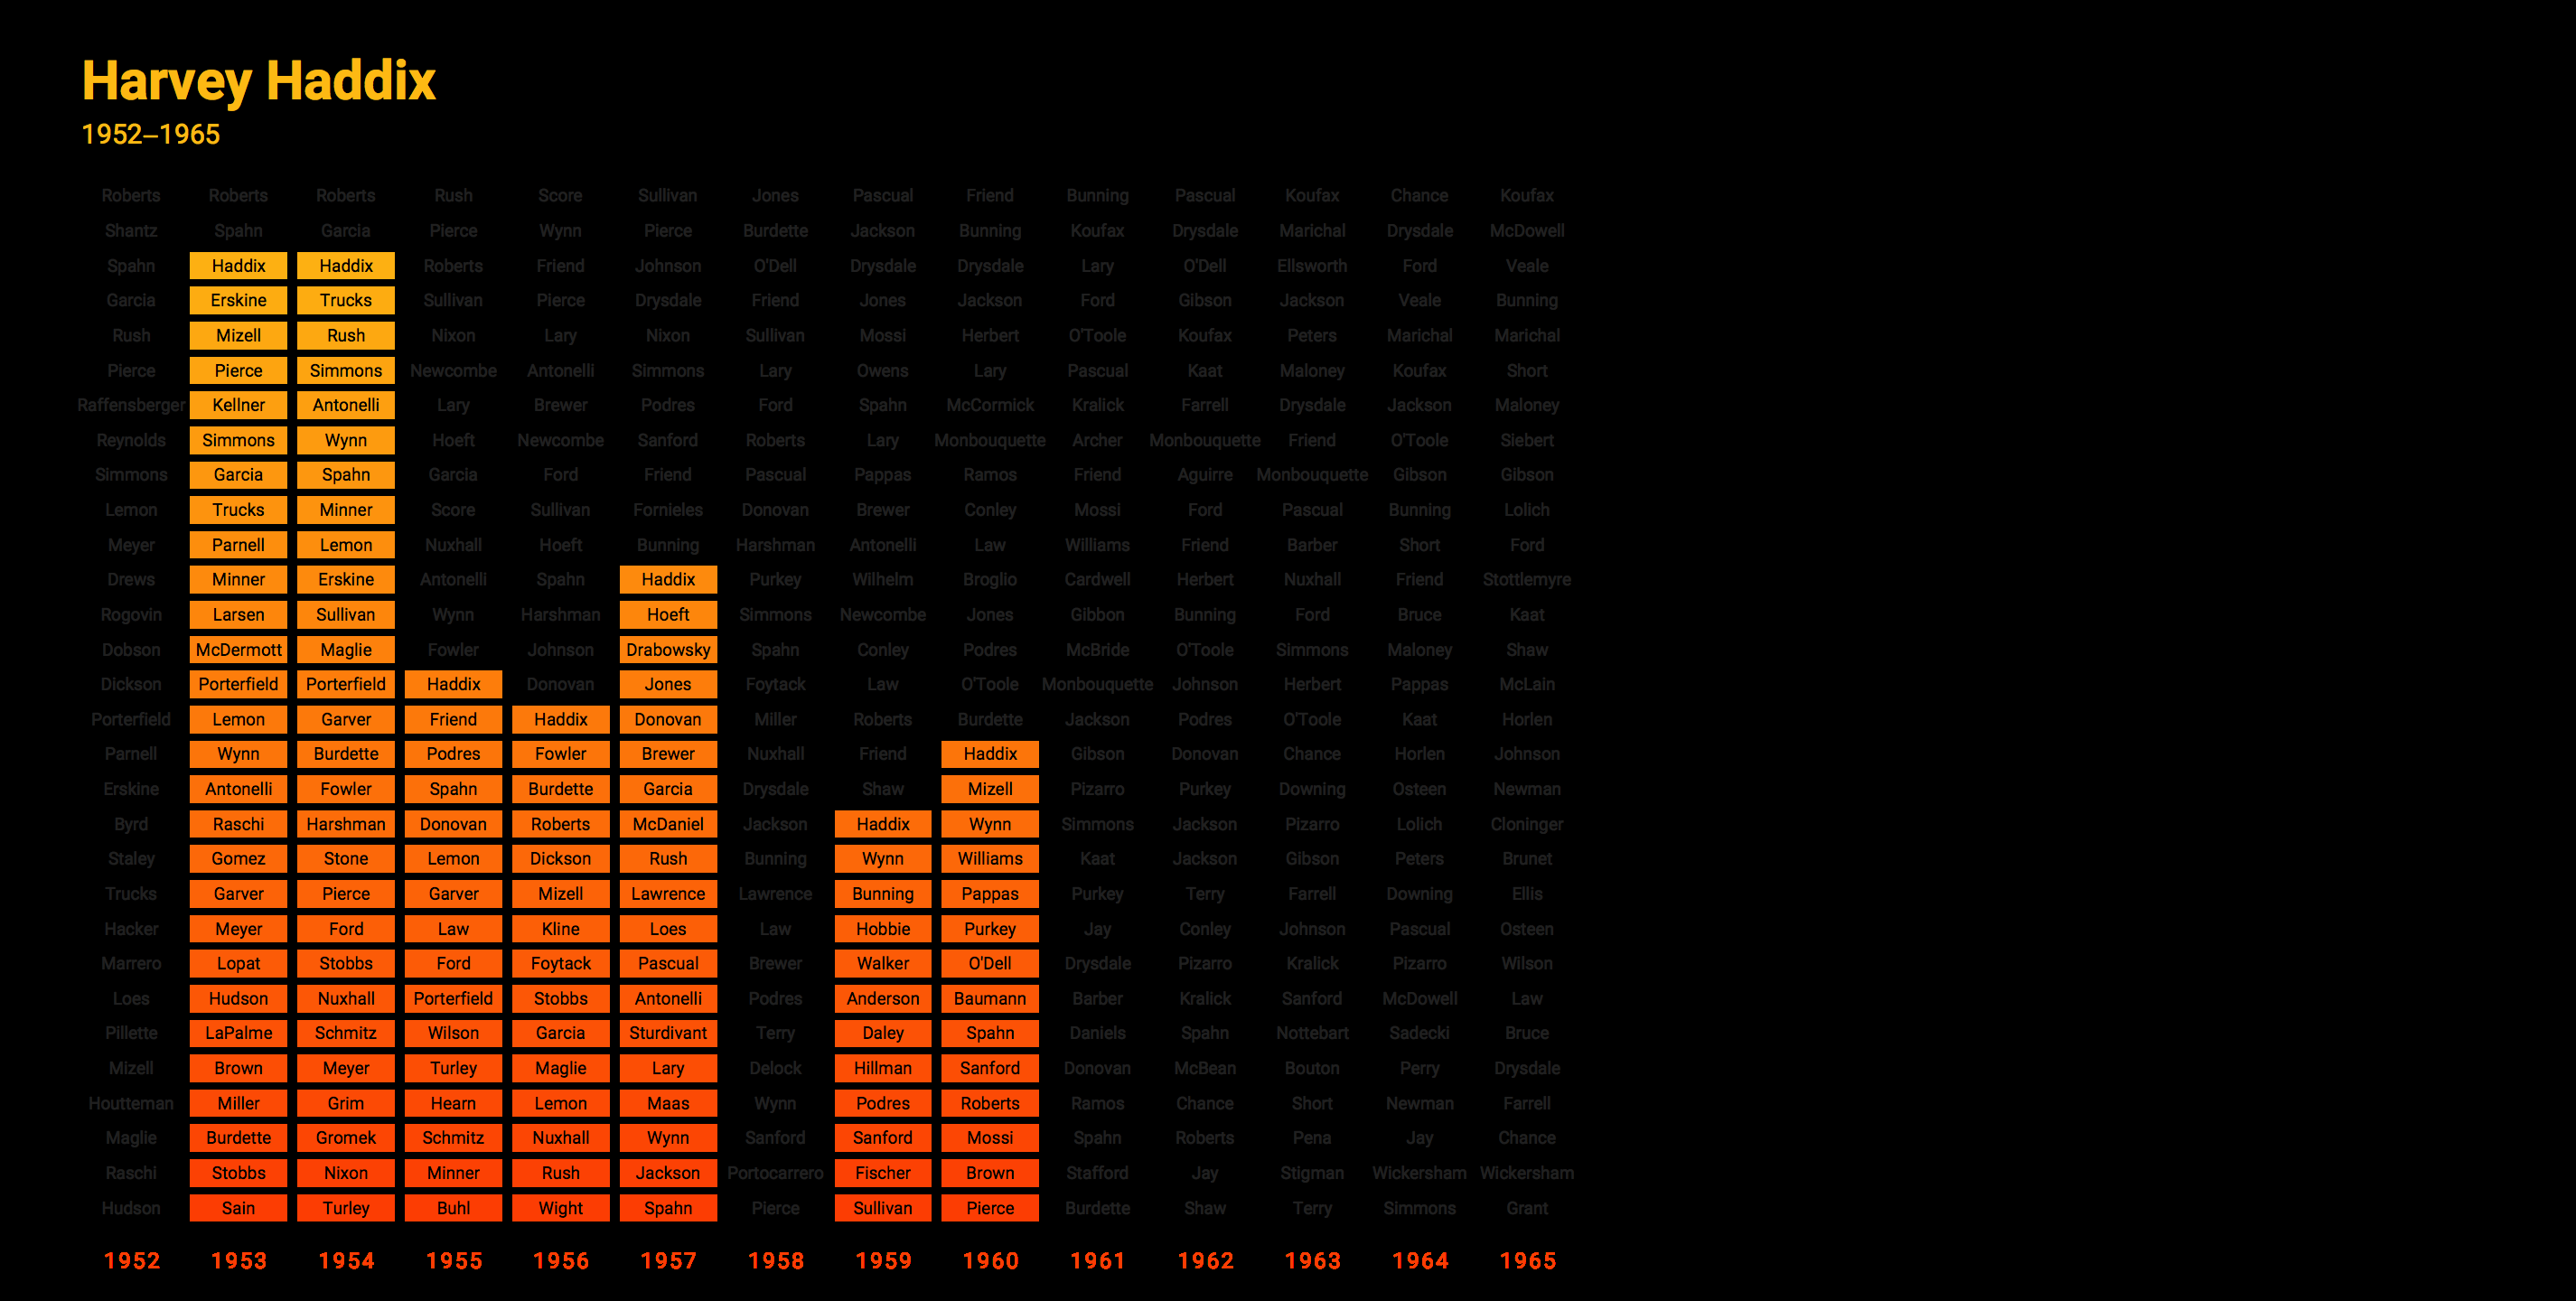 Harvey Haddix
1952–1965
Roberts Roberts Roberts Rush Score Sullivan Jones Pascual Friend Bunning Pascual Koufax Chance Koufax
Shantz Spahn Garcia Pierce Wynn Pierce Burdette Jackson Bunning Koufax Drysdale Marichal Drysdale McDowell
Spahn Haddix Haddix Roberts Friend Johnson O'Dell Drysdale Drysdale Lary O'Dell Ellsworth Ford Veale
Garcia Erskine Trucks Sullivan Pierce Drysdale Friend Jones Jackson Ford Gibson Jackson Veale Bunning
Rush Mizell Rush Nixon Lary Nixon Sullivan Mossi Herbert O'Toole Koufax Peters Marichal Marichal
Pierce Pierce Simmons Newcombe Antonelli Simmons Lary Owens Lary Pascual Kaat Maloney Koufax Short
Raffensberger Kellner Antonelli Lary Brewer Podres Ford Spahn McCormick Kralick Farrell Drysdale Jackson Maloney
Reynolds Simmons Wynn Hoeft Newcombe Sanford Roberts Lary Monbouquette Archer Monbouquette Friend O'Toole Siebert
Simmons Garcia Spahn Garcia Ford Friend Pascual Pappas Ramos Friend Aguirre Monbouquette Gibson Gibson
Lemon Trucks Minner Score Sullivan Fornieles Donovan Brewer Conley Mossi Ford Pascual Bunning Lolich
Meyer Parnell Lemon Nuxhall Hoeft Bunning Harshman Antonelli Law Williams Friend Barber Short Ford
Drews Minner Erskine Antonelli Spahn Haddix Purkey Wilhelm Broglio Cardwell Herbert Nuxhall Friend Stottlemyre
Rogovin Larsen Sullivan Wynn Harshman Hoeft Simmons Newcombe Jones Gibbon Bunning Ford Bruce Kaat
Dobson McDermott Maglie Fowler Johnson Drabowsky Spahn Conley Podres McBride O'Toole Simmons Maloney Shaw
Dickson Porterfield Porterfield Haddix Donovan Jones Foytack Law O'Toole Monbouquette Johnson Herbert Pappas McLain
Porterfield Lemon Garver Friend Haddix Donovan Miller Roberts Burdette Jackson Podres O'Toole Kaat Horlen
Parnell Wynn Burdette Podres Fowler Brewer Nuxhall Friend Haddix Gibson Donovan Chance Horlen Johnson
Erskine Antonelli Fowler Spahn Burdette Garcia Drysdale Shaw Mizell Pizarro Purkey Downing Osteen Newman
Byrd Raschi Harshman Donovan Roberts McDaniel Jackson Haddix Wynn Simmons Jackson Pizarro Lolich Cloninger
Staley Gomez Stone Lemon Dickson Rush Bunning Wynn Williams Kaat Jackson Gibson Peters Brunet
Trucks Garver Pierce Garver Mizell Lawrence Lawrence Bunning Pappas Purkey Terry Farrell Downing Ellis
Hacker Meyer Ford Law Kline Loes Law Hobbie Purkey Jay Conley Johnson Pascual Osteen
Marrero Lopat Stobbs Ford Foytack Pascual Brewer Walker O'Dell Drysdale Pizarro Kralick Pizarro Wilson
Loes Hudson Nuxhall Porterfield Stobbs Antonelli Podres Anderson Baumann Barber Kralick Sanford McDowell Law
Pillette LaPalme Schmitz Wilson Garcia Sturdivant Terry Daley Spahn Daniels Spahn Nottebart Sadecki Bruce
Mizell Brown Meyer Turley Maglie Lary Delock Hillman Sanford Donovan McBean Bouton Perry Drysdale
Houtteman Miller Grim Hearn Lemon Maas Wynn Podres Roberts Ramos Chance Short Newman Farrell
Maglie Burdette Gromek Schmitz Nuxhall Wynn Sanford Sanford Mossi Spahn Roberts Pena Jay Chance
Raschi Stobbs Nixon Minner Rush Jackson Portocarrero Fischer Brown Stafford Jay Stigman Wickersham Wickersham
Hudson Sain Turley Buhl Wight Spahn Pierce Sullivan Pierce Burdette Shaw Terry Simmons Grant
1952 1953 1954 1955 1956 1957 1958 1959 1960 1961 1962 1963 1964 1965